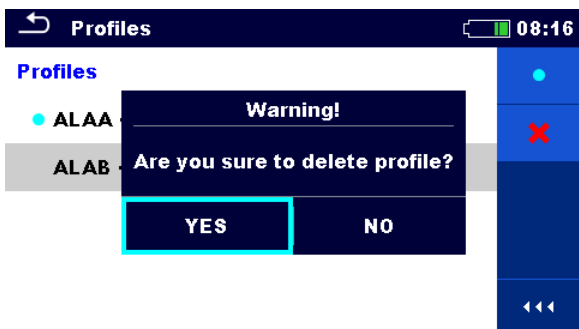 Profiles
08:16
Profiles
ALAA -
ALAB -
Warning!
Are you sure to delete profile?
YES
NO